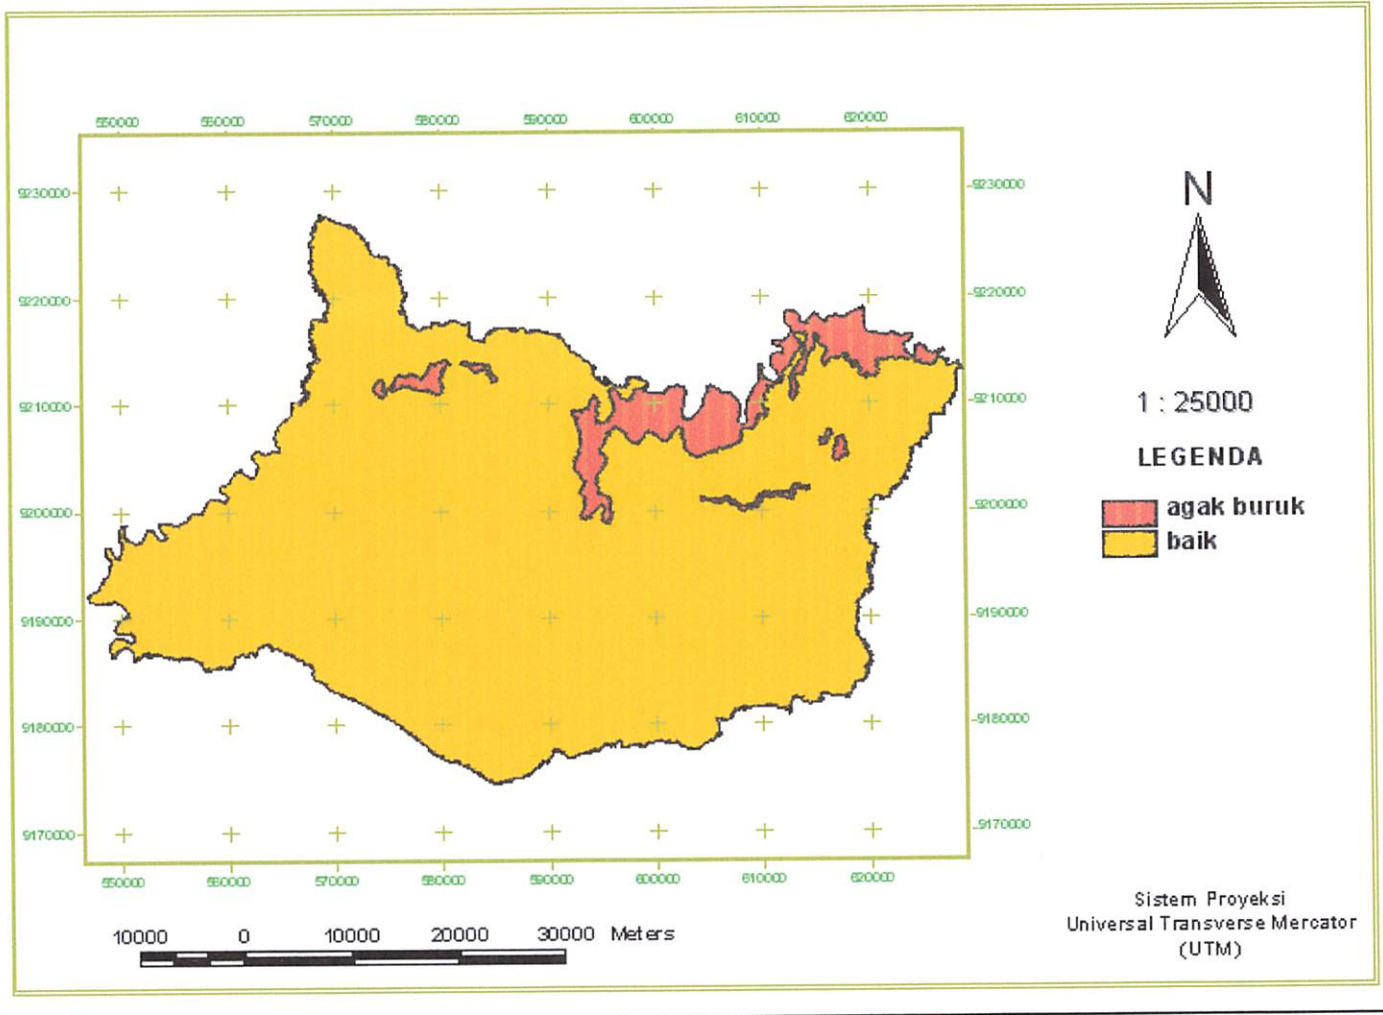 550000 560000 570000 580000 590000 600000 610000 620000
9230000 9230000
N
9220000 9220000
1 : 25000
9210000 9210000
LEGENDA
agak buruk
9200000 9200000
baik
9190000 9190000
9180000 9180000
9170000 9170000
550000 560000 570000 580000 590000 600000 610000 620000
Sistem Proyeksi
Universal Transverse Mercator
(UTM)
10000 0 10000 20000 30000 Meters